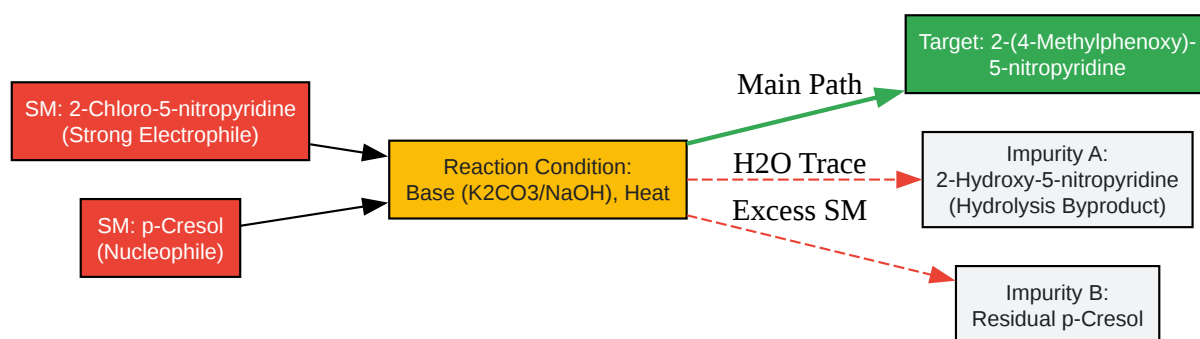 SM: 2-Chloro-5-nitropyridine
(Strong Electrophile)
SM: p-Cresol
(Nucleophile)
Reaction Condition:
Base (K2CO3/NaOH), Heat
Main Path
H2O Trace
Excess SM
Target: 2-(4-Methylphenoxy)-
5-nitropyridine
Impurity A:
2-Hydroxy-5-nitropyridine
(Hydrolysis Byproduct)
Impurity B:
Residual p-Cresol